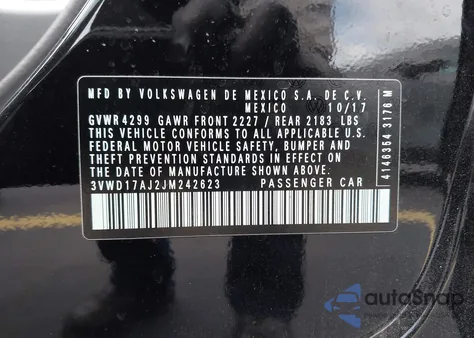 MFD BY VOLKSWAGEN DE MEXICO S.A. DE C.V.
MEXICO 10/17
GVWR4299 GAWR FRONT 2227 / REAR 2183 LBS
THIS VEHICLE CONFORMS TO ALL APPLICABLE U.S.
FEDERAL MOTOR VEHICLE SAFETY, BUMPER, AND
THEFT PREVENTION STANDARDS IN EFFECT ON THE
DATE OF MANUFACTURE SHOWN ABOVE.
3VWD17AJ2JM242623 PASSENGER CAR
4146354 3176 M
autoSnap